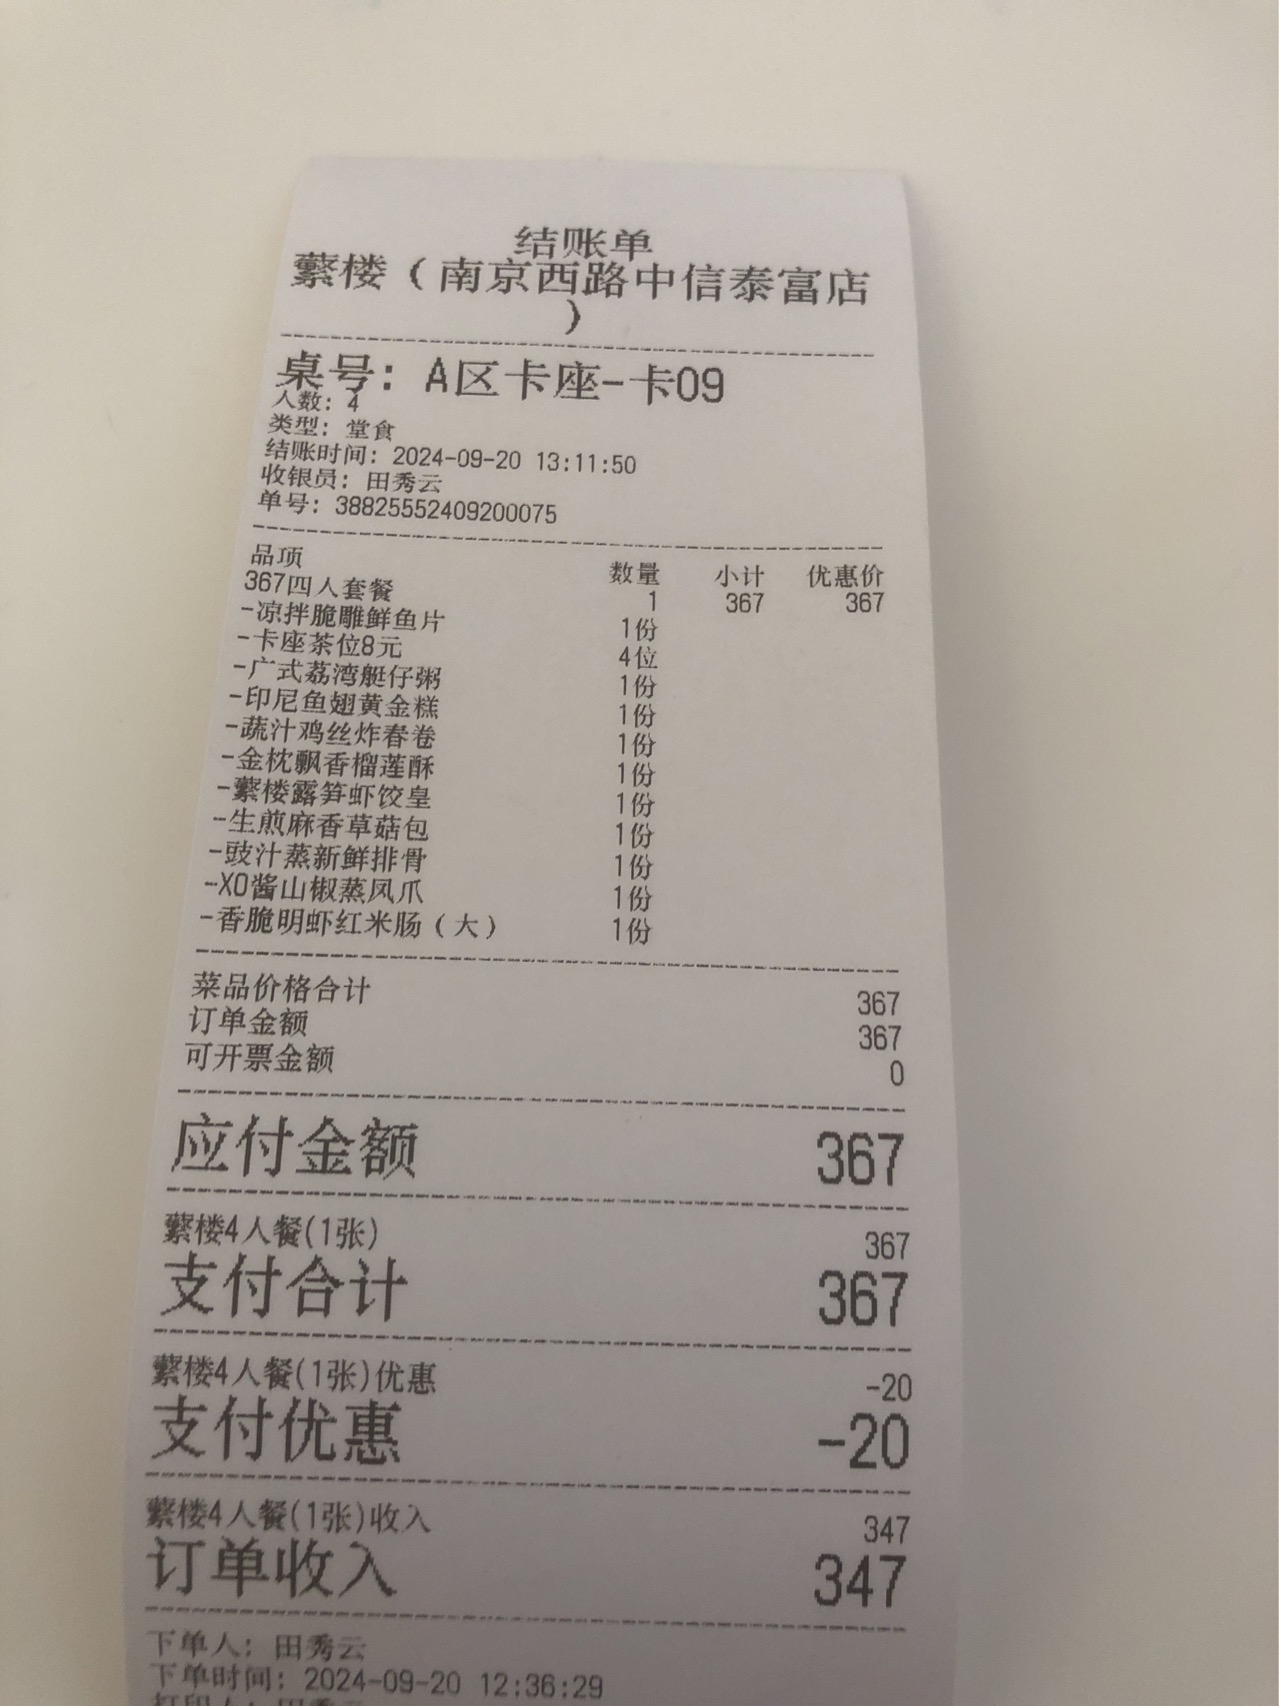 结账单
蘩楼（南京西路中信泰富店
）
桌号：A区卡座-卡09
人数：4
类型：堂食
结账时间：2024-09-20 13:11:50
收银员：田秀云
单号：38825552409200075
品项 数量 小计 优惠价
367四人套餐 1 367 367
-凉拌脆雕鲜鱼片 1份
-卡座茶位8元 4位
-广式荔湾艇仔粥 1份
-印尼鱼翅黄金糕 1份
-蔬汁鸡丝炸春卷 1份
-金枕飘香榴莲酥 1份
-蘩楼露笋虾饺皇 1份
-生煎麻香草菇包 1份
-豉汁蒸新鲜排骨 1份
-XO酱山椒蒸凤爪 1份
-香脆明虾红米肠（大） 1份
菜品价格合计 367
订单金额 367
可开票金额 0
应付金额 367
蘩楼4人餐(1张) 367
支付合计 367
蘩楼4人餐(1张)优惠 -20
支付优惠 -20
蘩楼4人餐(1张)收入 347
订单收入 347
下单人：田秀云
下单时间：2024-09-20 12:36:29
打印人：田秀云